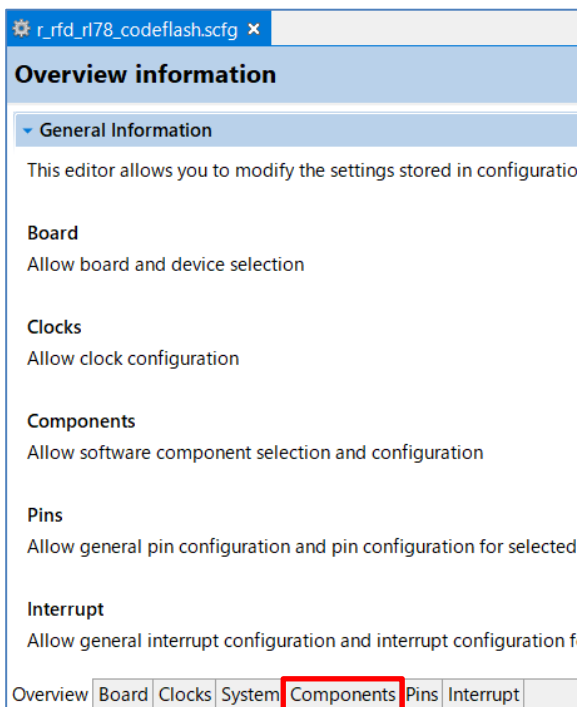 r_rfd_rl78_codeflash.scfg
Overview information
General Information
This editor allows you to modify the settings stored in configuratio
Board
Allow board and device selection
Clocks
Allow clock configuration
Components
Allow software component selection and configuration
Pins
Allow general pin configuration and pin configuration for selected
Interrupt
Allow general interrupt configuration and interrupt configuration f
Overview Board Clocks System Components Pins Interrupt